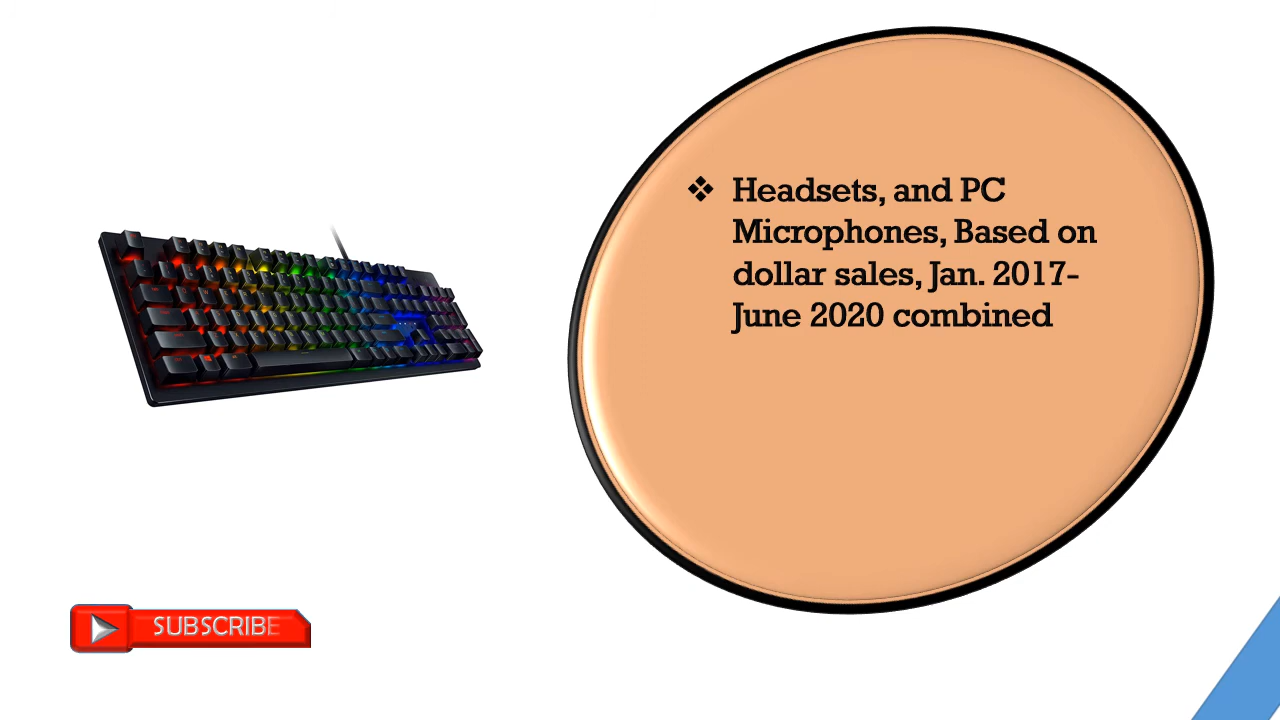 ❖ Headsets, and PC
Microphones, Based on
dollar sales, Jan. 2017-
June 2020 combined
SUBSCRIBE